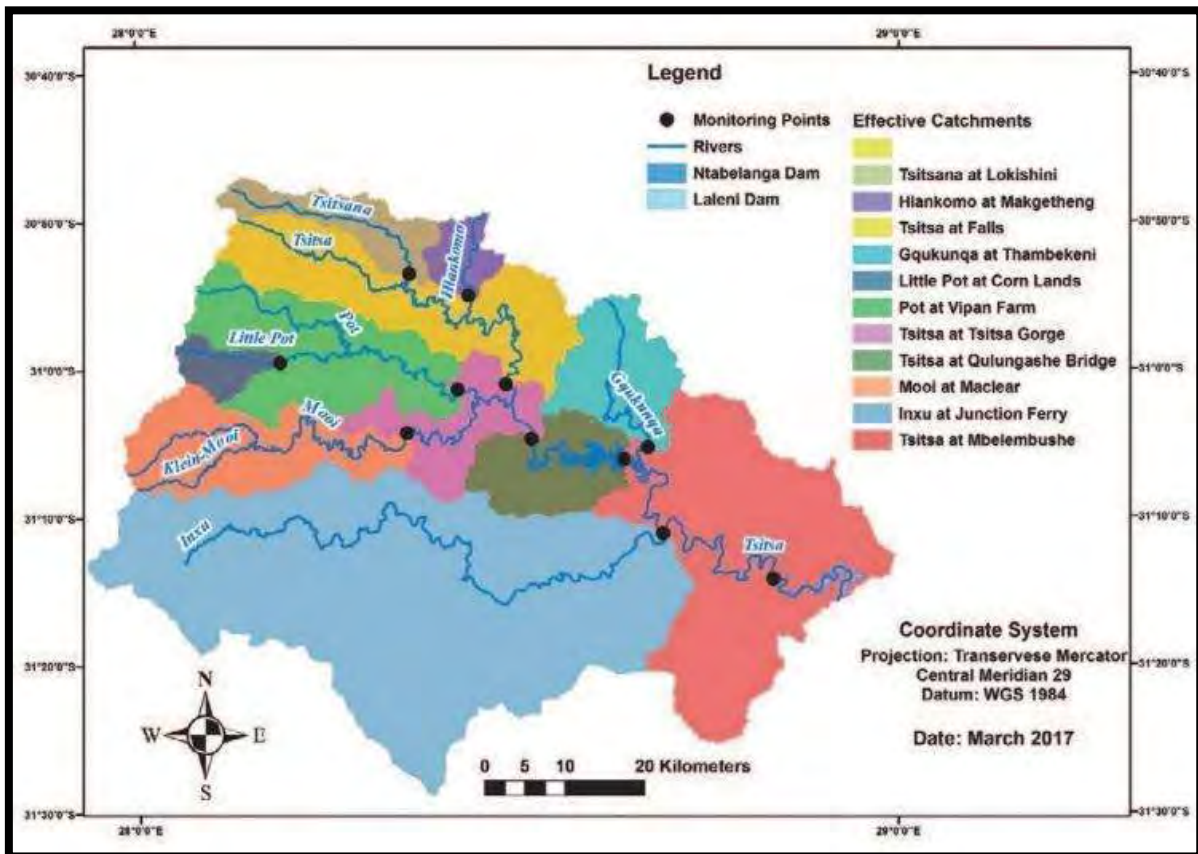 28°0'0"E
29°0'0"E
30°40'0"S
30°40'0"S
30°50'0"S
30°50'0"S
31°0'0"S
31°0'0"S
31°10'0"S
31°10'0"S
31°20'0"S
31°20'0"S
31°30'0"S
31°30'0"S
28°0'0"E
29°0'0"E
Legend
Monitoring Points
Rivers
Ntabelanga Dam
Laleni Dam
Effective Catchments
Tsitsana at Lokishini
Hlankomo at Makgetheng
Tsitsa at Falls
Gqukunqa at Thambekeni
Little Pot at Corn Lands
Pot at Vipan Farm
Tsitsa at Tsitsa Gorge
Tsitsa at Qulungashe Bridge
Mooi at Maclear
Inxu at Junction Ferry
Tsitsa at Mbelembushe
Tsitsana
Tsitsa
Hlankomo
Pot
Little Pot
Gqukunqa
Mooi
Klein-Mooi
Inxu
Tsitsa
Coordinate System
Projection: Transervese Mercator
Central Meridian 29
Datum: WGS 1984
Date: March 2017
N
W E
S
0 5 10 20 Kilometers